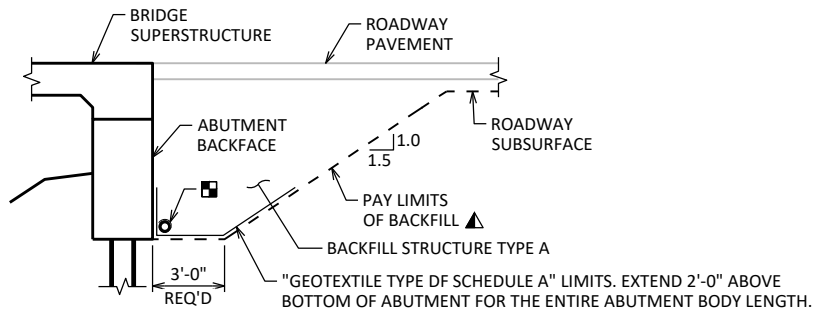 BRIDGE
SUPERSTRUCTURE
ROADWAY
PAVEMENT
ABUTMENT
BACKFACE
1.0
1.5
ROADWAY
SUBSURFACE
PAY LIMITS
OF BACKFILL
BACKFILL STRUCTURE TYPE A
3'-0"
REQ'D
"GEOTEXTILE TYPE DF SCHEDULE A" LIMITS. EXTEND 2'-0" ABOVE
BOTTOM OF ABUTMENT FOR THE ENTIRE ABUTMENT BODY LENGTH.